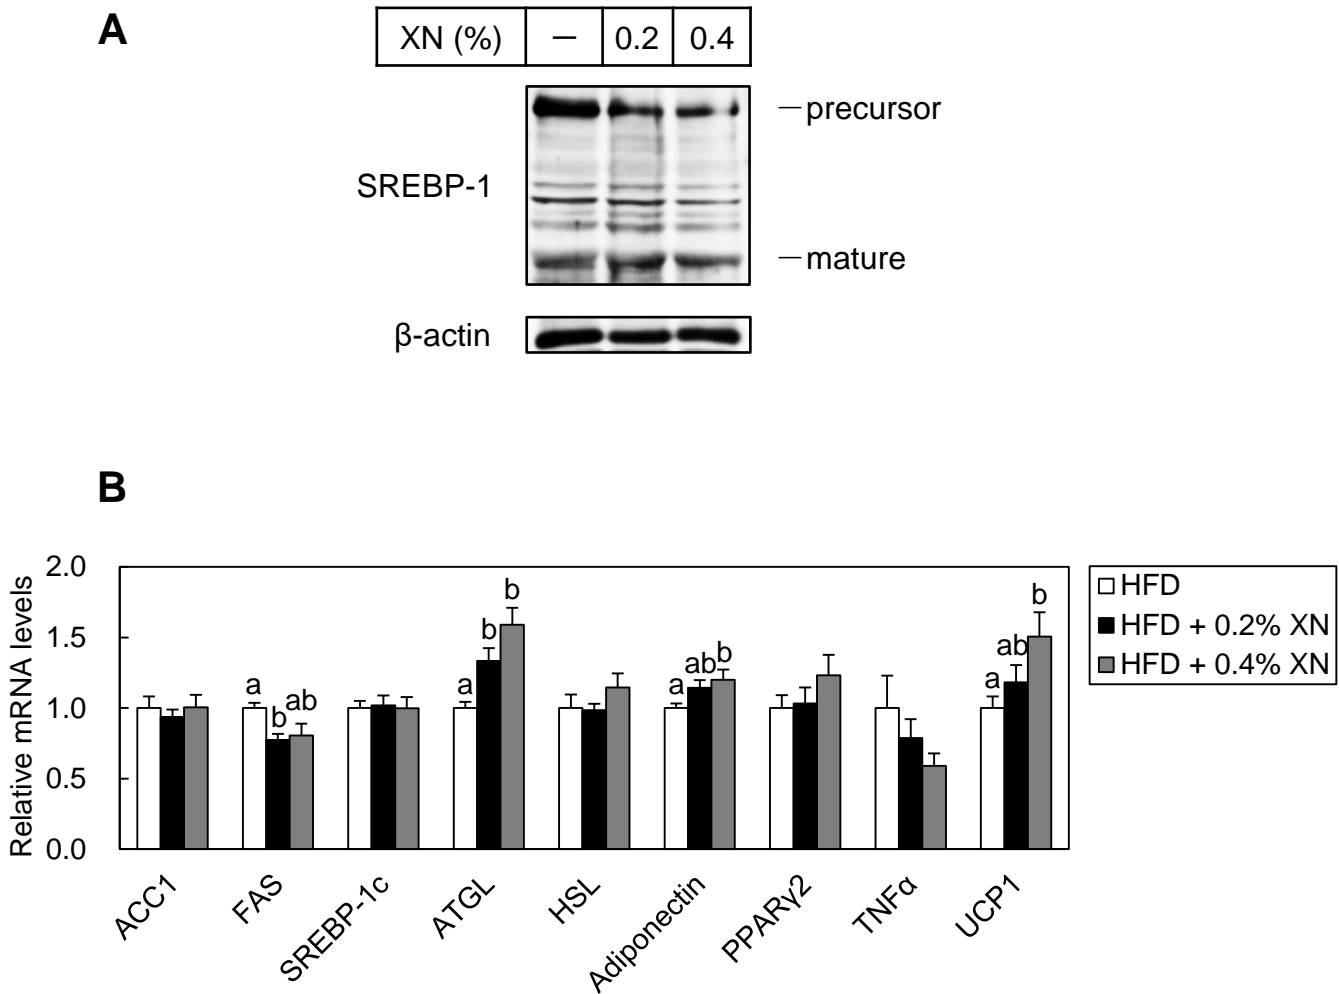 A
XN (%) – 0.2 0.4
precursor
SREBP-1
mature
β-actin
B
Relative mRNA levels
2.0
1.5
1.0
0.5
0.0
a b ab
a b b
a ab b
a ab b
HFD
HFD + 0.2% XN
HFD + 0.4% XN
ACC1
FAS
SREBP-1c
ATGL
HSL
Adiponectin
PPARγ2
TNFα
UCP1